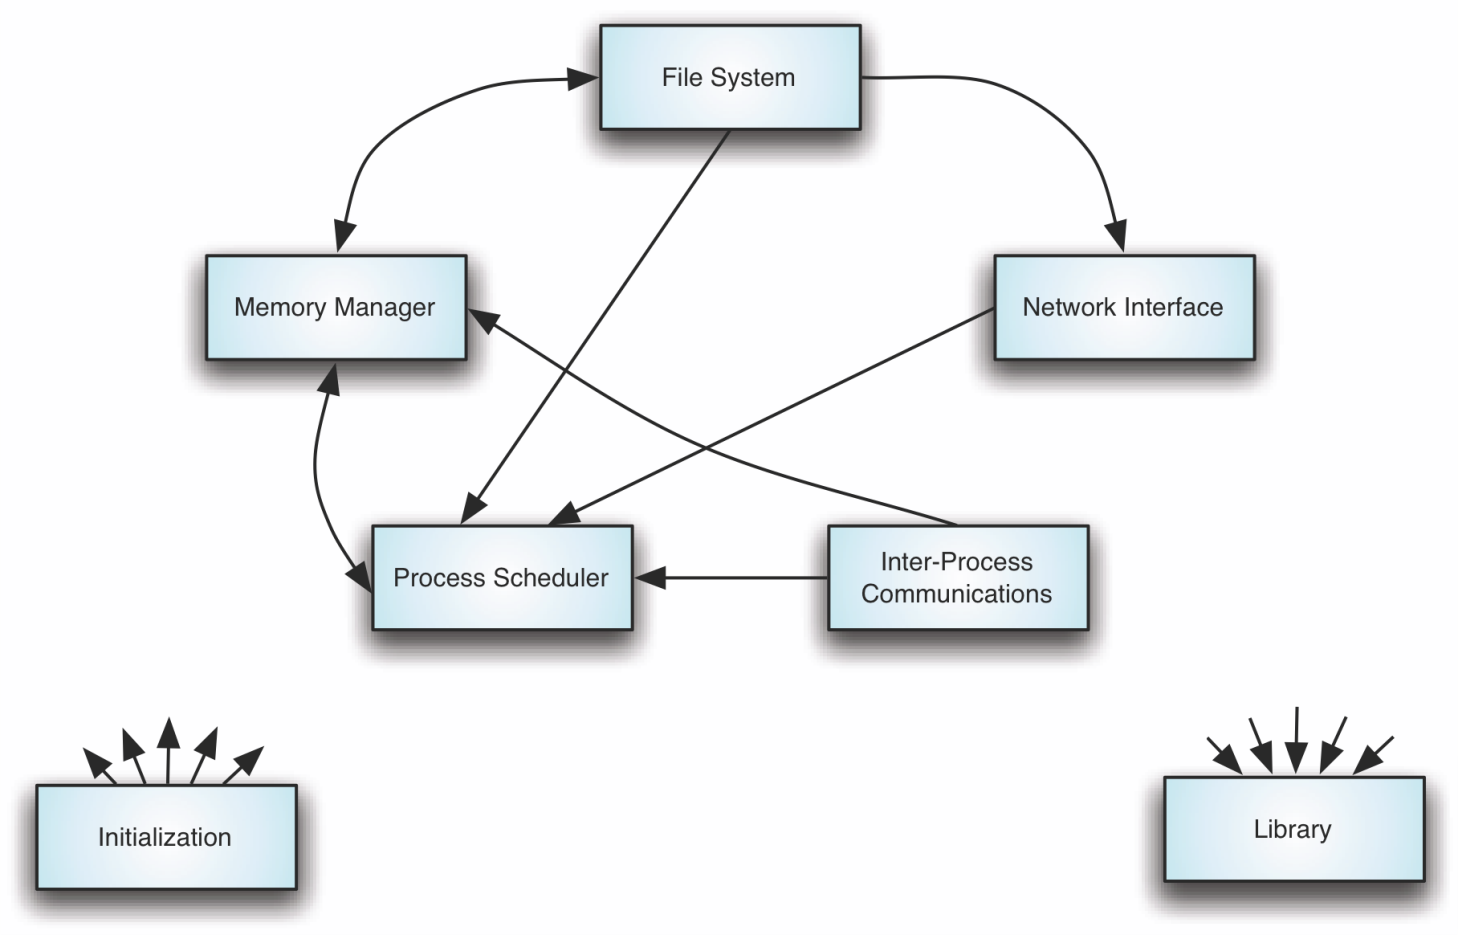 File System
Memory Manager
Network Interface
Process Scheduler
Inter-Process
Communications
Initialization
Library